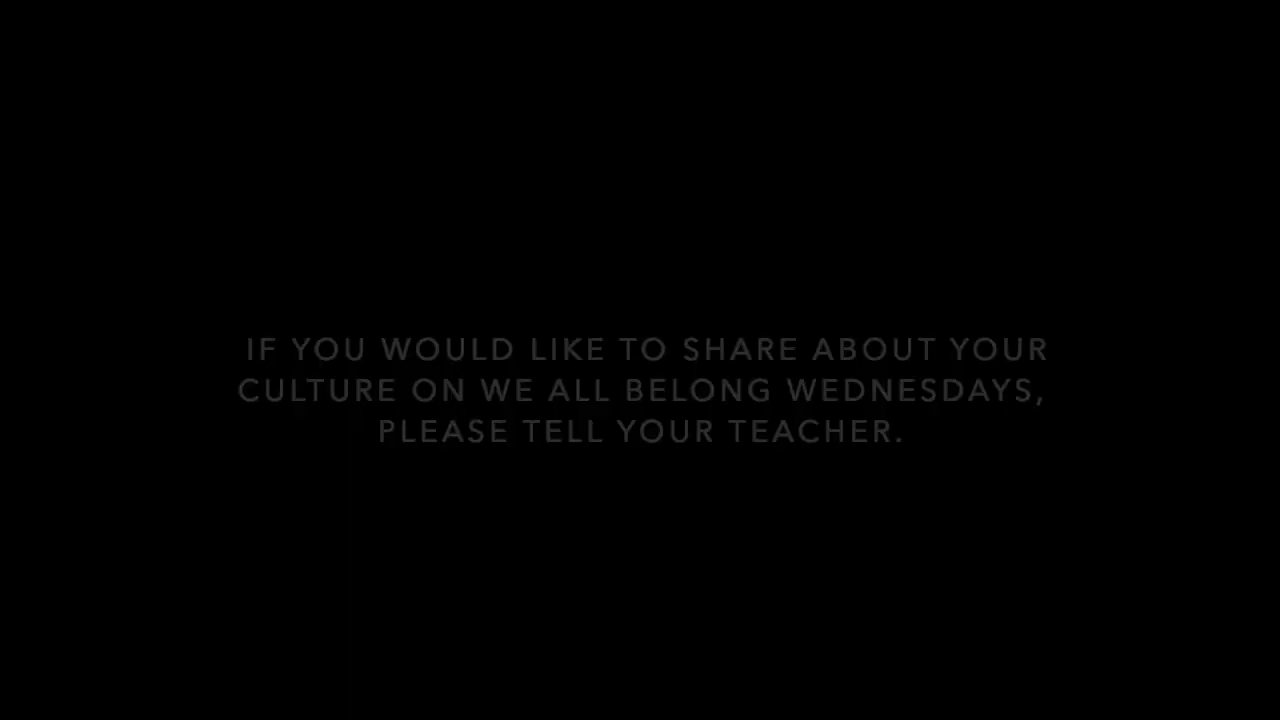 IF YOU WOULD LIKE TO SHARE ABOUT YOUR
CULTURE ON WE ALL BELONG WEDNESDAYS,
PLEASE TELL YOUR TEACHER.